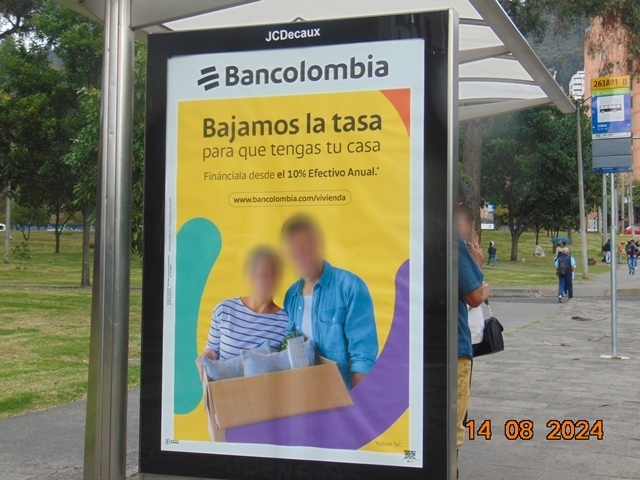 JCDecaux
Bancolombia
Bajamos la tasa
para que tengas tu casa
Fináncíala desde el 10% Efectivo Anual.*
www.bancolombia.com/vivienda
263A01
14 08 2024